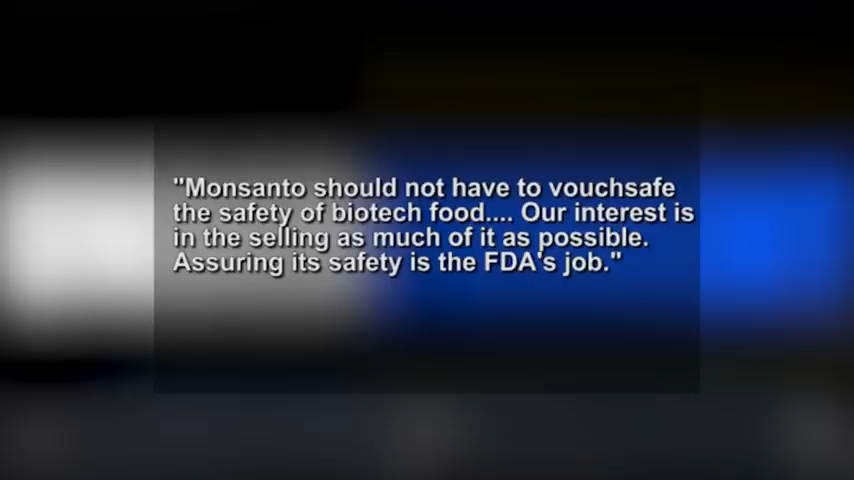 "Monsanto should not have to vouchsafe
the safety of biotech food.... Our interest is
in the selling as much of it as possible.
Assuring its safety is the FDA's job."